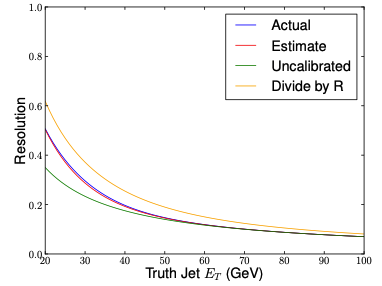 1.0
Actual
Estimate
Uncalibrated
Divide by R
0.8
0.6
0.4
0.2
0.0
Resolution
20 30 40 50 60 70 80 90 100
Truth Jet E_T (GeV)